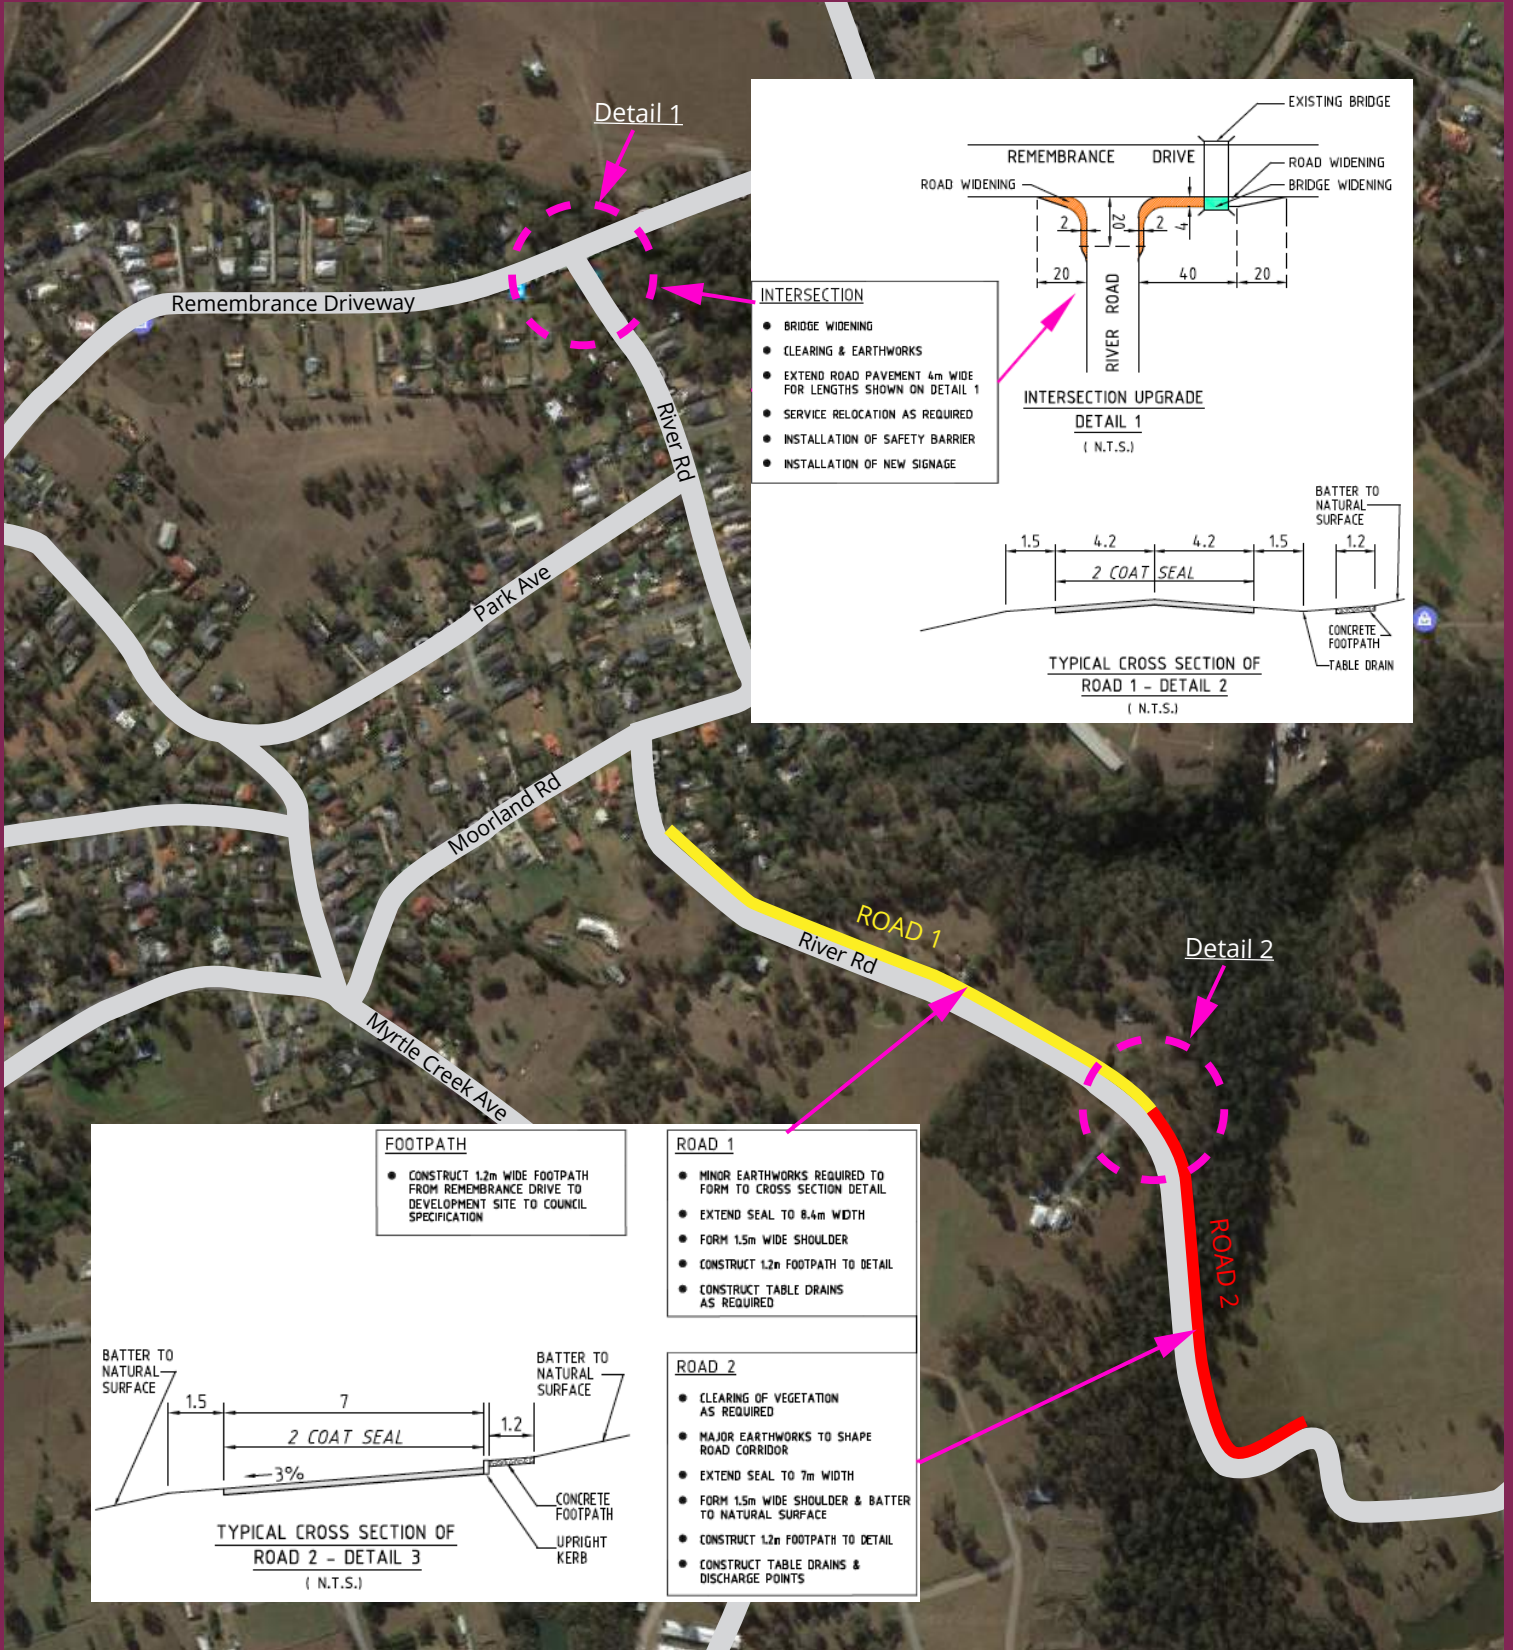 Detail 1
EXISTING BRIDGE
REMEMBRANCE DRIVE
ROAD WIDENING
ROAD WIDENING
BRIDGE WIDENING
2
20
2
4
20
40
20
RIVER ROAD
INTERSECTION UPGRADE
DETAIL 1
( N.T.S.)
INTERSECTION
● BRIDGE WIDENING
● CLEARING & EARTHWORKS
● EXTEND ROAD PAVEMENT 4m WIDE
FOR LENGTHS SHOWN ON DETAIL 1
● SERVICE RELOCATION AS REQUIRED
● INSTALLATION OF SAFETY BARRIER
● INSTALLATION OF NEW SIGNAGE
Remembrance Driveway
River Rd
BATTER TO
NATURAL
SURFACE
1.5
4.2
4.2
1.5
1.2
2 COAT SEAL
CONCRETE
FOOTPATH
TABLE DRAIN
TYPICAL CROSS SECTION OF
ROAD 1 - DETAIL 2
( N.T.S.)
Park Ave
Moorland Rd
ROAD 1
River Rd
Detail 2
Myrtle Creek Ave
FOOTPATH
● CONSTRUCT 1.2m WIDE FOOTPATH
FROM REMEMBRANCE DRIVE TO
DEVELOPMENT SITE TO COUNCIL
SPECIFICATION
ROAD 1
● MINOR EARTHWORKS REQUIRED TO
FORM TO CROSS SECTION DETAIL
● EXTEND SEAL TO 8.4m WIDTH
● FORM 1.5m WIDE SHOULDER
● CONSTRUCT 1.2m FOOTPATH TO DETAIL
● CONSTRUCT TABLE DRAINS
AS REQUIRED
ROAD 2
ROAD 2
● CLEARING OF VEGETATION
AS REQUIRED
● MAJOR EARTHWORKS TO SHAPE
ROAD CORRIDOR
● EXTEND SEAL TO 7m WIDTH
● FORM 1.5m WIDE SHOULDER & BATTER
TO NATURAL SURFACE
● CONSTRUCT 1.2m FOOTPATH TO DETAIL
● CONSTRUCT TABLE DRAINS &
DISCHARGE POINTS
BATTER TO
NATURAL
SURFACE
BATTER TO
NATURAL
SURFACE
1.5
7
1.2
2 COAT SEAL
3%
CONCRETE
FOOTPATH
UPRIGHT
KERB
TYPICAL CROSS SECTION OF
ROAD 2 - DETAIL 3
( N.T.S.)